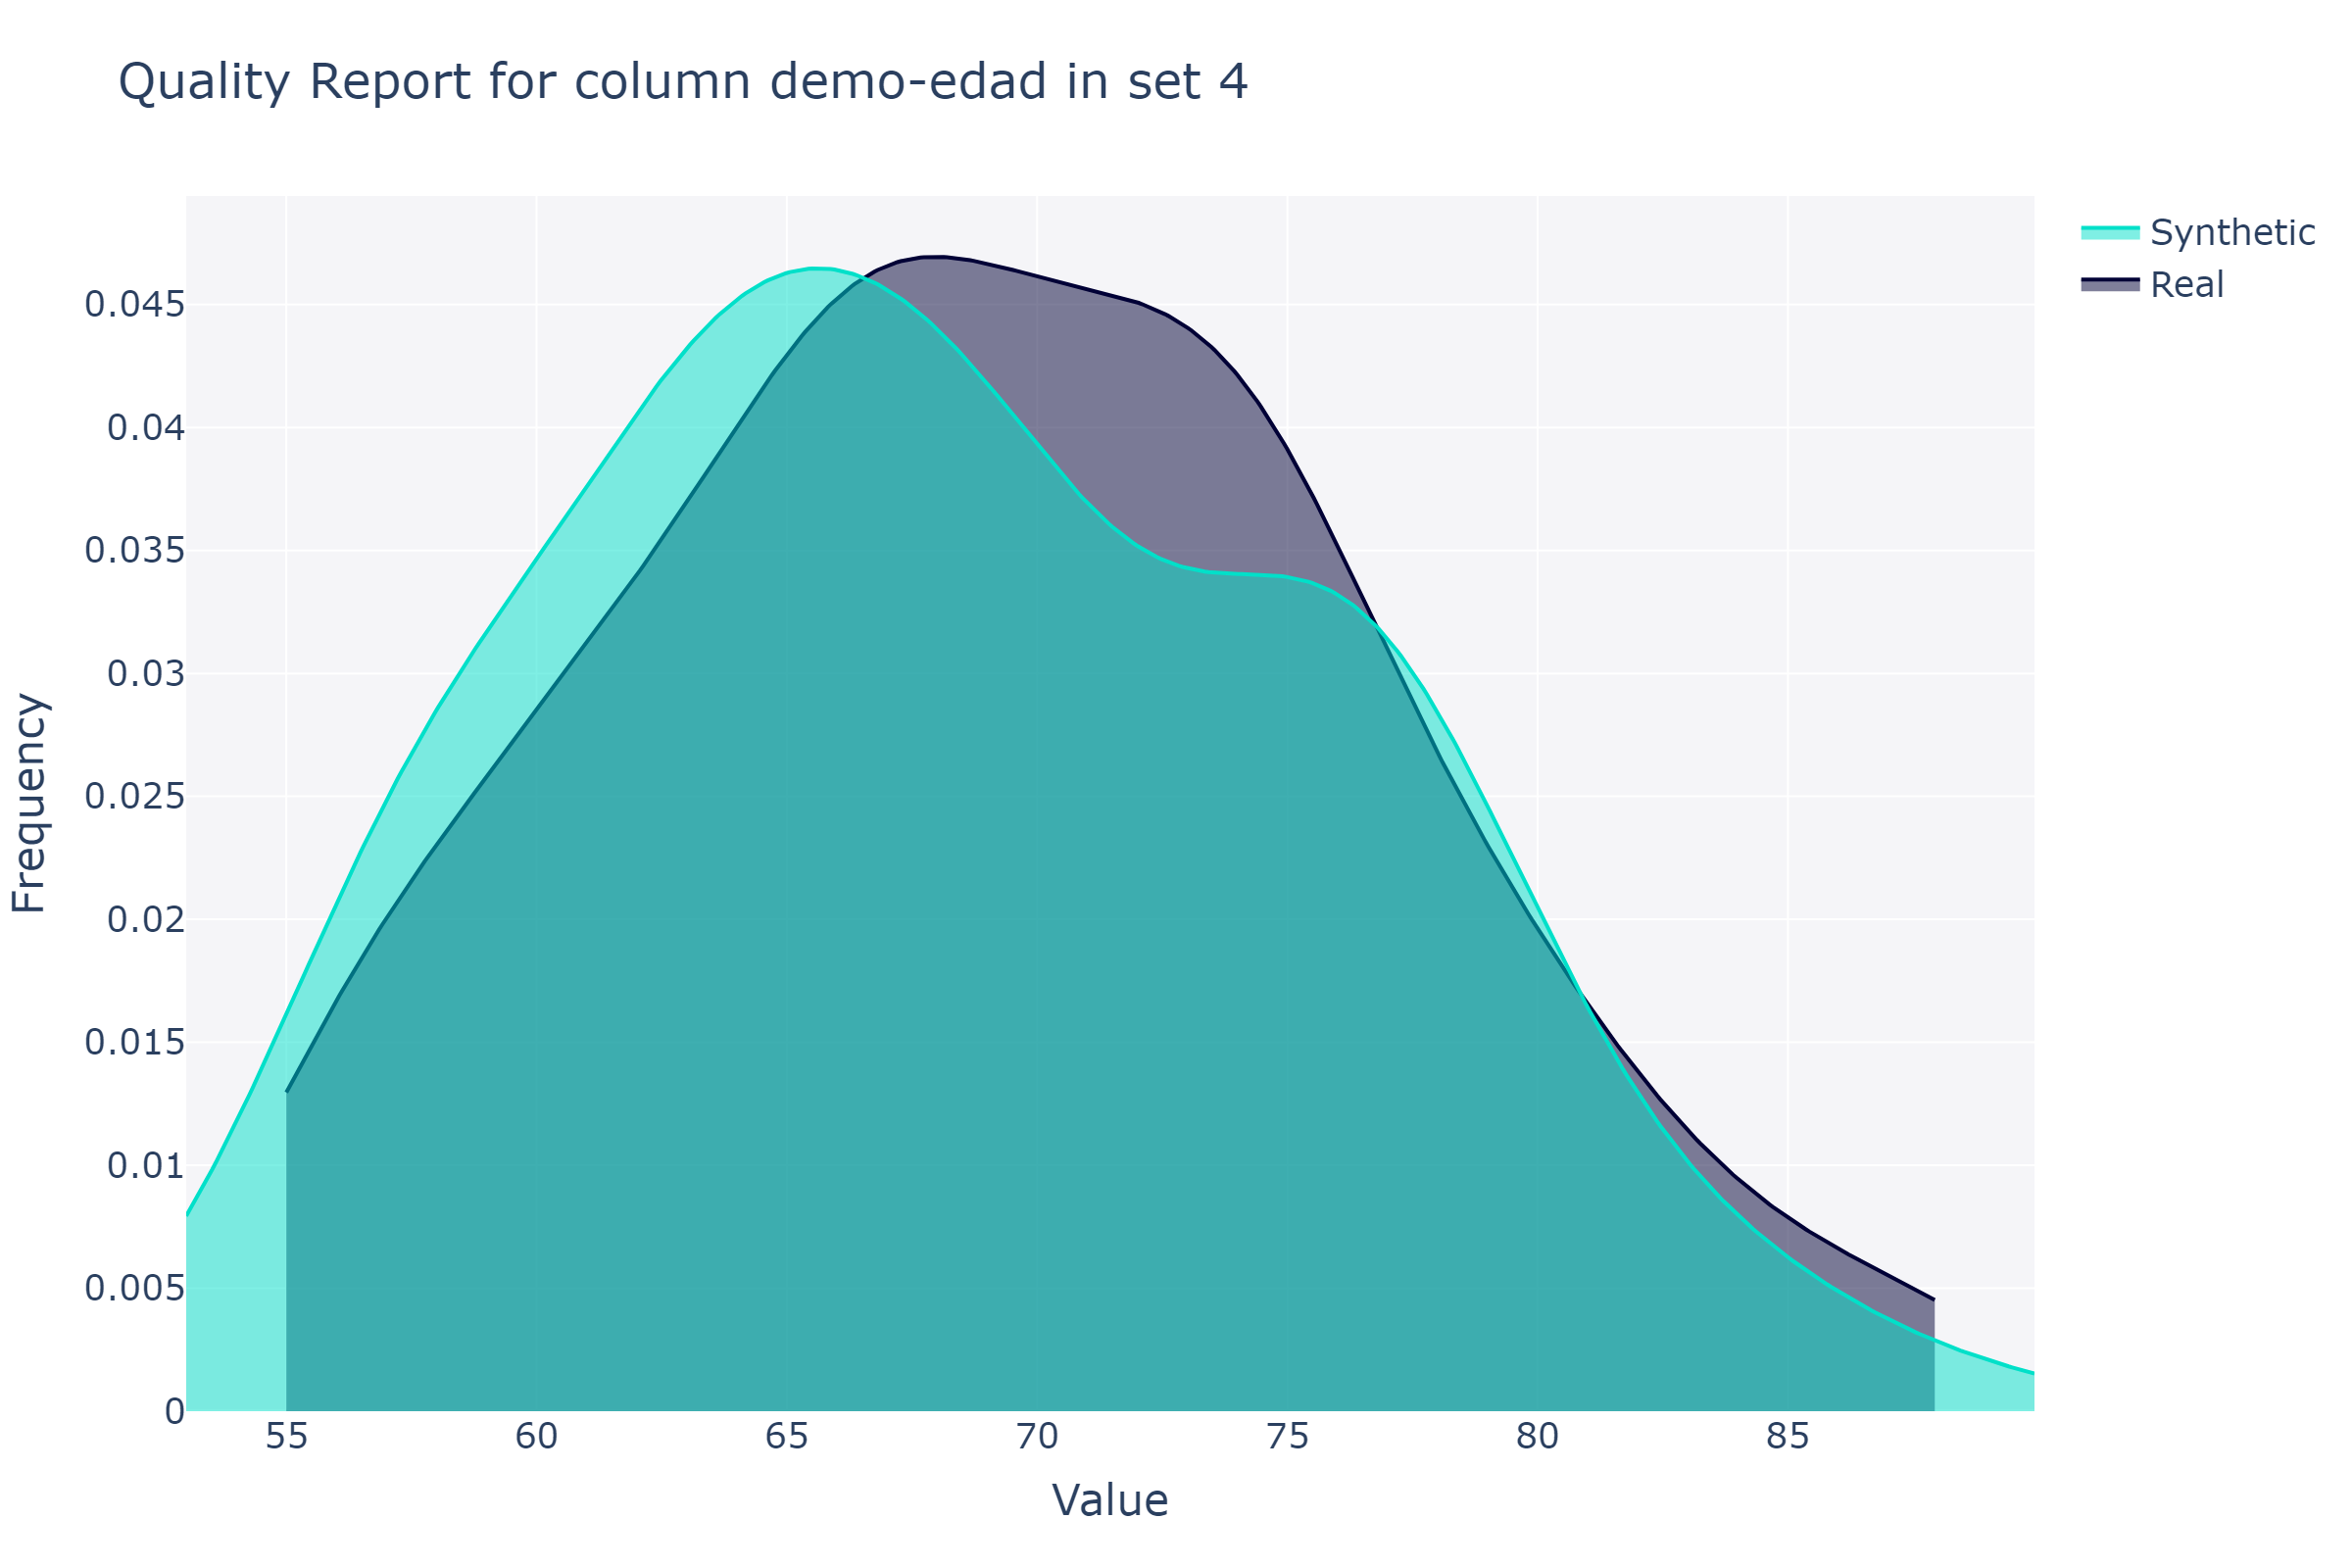 Quality Report for column demo-edad in set 4
Synthetic
Real
0.045
0.04
0.035
0.03
0.025
0.02
0.015
0.01
0.005
0
Frequency
55 60 65 70 75 80 85
Value